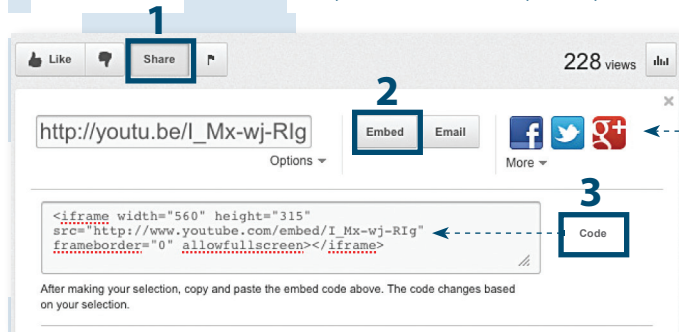 1
Like Share 228 views
2
http://youtu.be/I_Mx-wj-RIg Embed Email
Options More
3
<iframe width="560" height="315"
src="http://www.youtube.com/embed/I_Mx-wj-RIg"
frameborder="0" allowfullscreen></iframe>
Code
After making your selection, copy and paste the embed code above. The code changes based
on your selection.